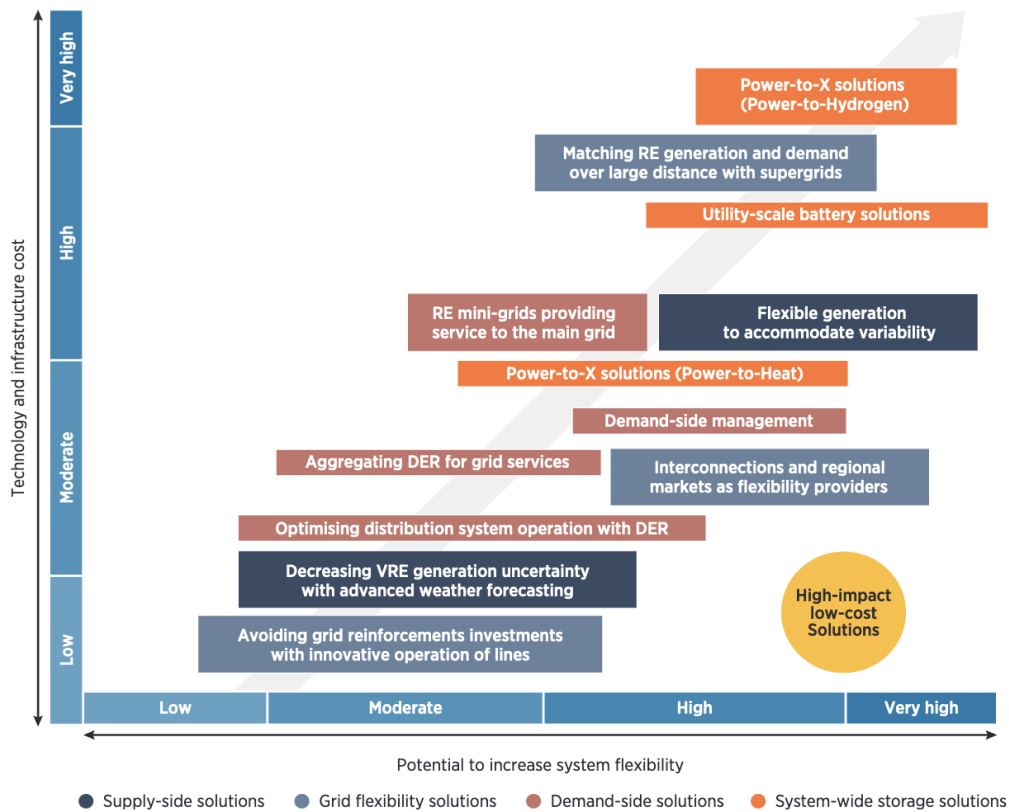 Very high
Power-to-X solutions
(Power-to-Hydrogen)
Matching RE generation and demand
over large distance with supergrids
High
Utility-scale battery solutions
RE mini-grids providing
service to the main grid
Flexible generation
to accommodate variability
Technology and infrastructure cost
Power-to-X solutions (Power-to-Heat)
Demand-side management
Moderate
Aggregating DER for grid services
Interconnections and regional
markets as flexibility providers
Optimising distribution system operation with DER
Decreasing VRE generation uncertainty
with advanced weather forecasting
High-impact
low-cost
Solutions
Low
Avoiding grid reinforcements investments
with innovative operation of lines
Low
Moderate
High
Very high
Potential to increase system flexibility
Supply-side solutions
Grid flexibility solutions
Demand-side solutions
System-wide storage solutions